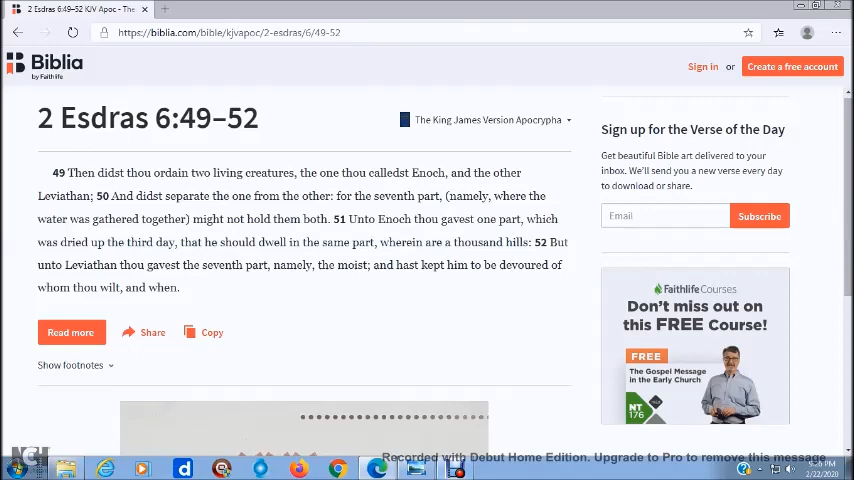 2 Esdras 6:49–52 KJV Apoc - The
https://biblia.com/bible/kjvapoc/2-esdras/6/49-52
Biblia
by Faithlife
Sign in or Create a free account
2 Esdras 6:49–52
The King James Version Apocrypha
49 Then didst thou ordain two living creatures, the one thou calledst Enoch, and the other
Leviathan; 50 And didst separate the one from the other: for the seventh part, (namely, where the
water was gathered together) might not hold them both. 51 Unto Enoch thou gavest one part, which
was dried up the third day, that he should dwell in the same part, wherein are a thousand hills: 52 But
unto Leviathan thou gavest the seventh part, namely, the moist; and hast kept him to be devoured of
whom thou wilt, and when.
Read more
Share
Copy
Show footnotes
Sign up for the Verse of the Day
Get beautiful Bible art delivered to your
inbox. We'll send you a new verse every day
to download or share.
Email
Subscribe
Faithlife Courses
Don't miss out on
this FREE Course!
FREE
The Gospel Message
in the Early Church
NT
176
Recorded with Debut Home Edition. Upgrade to Pro to remove this message
2/22/2020